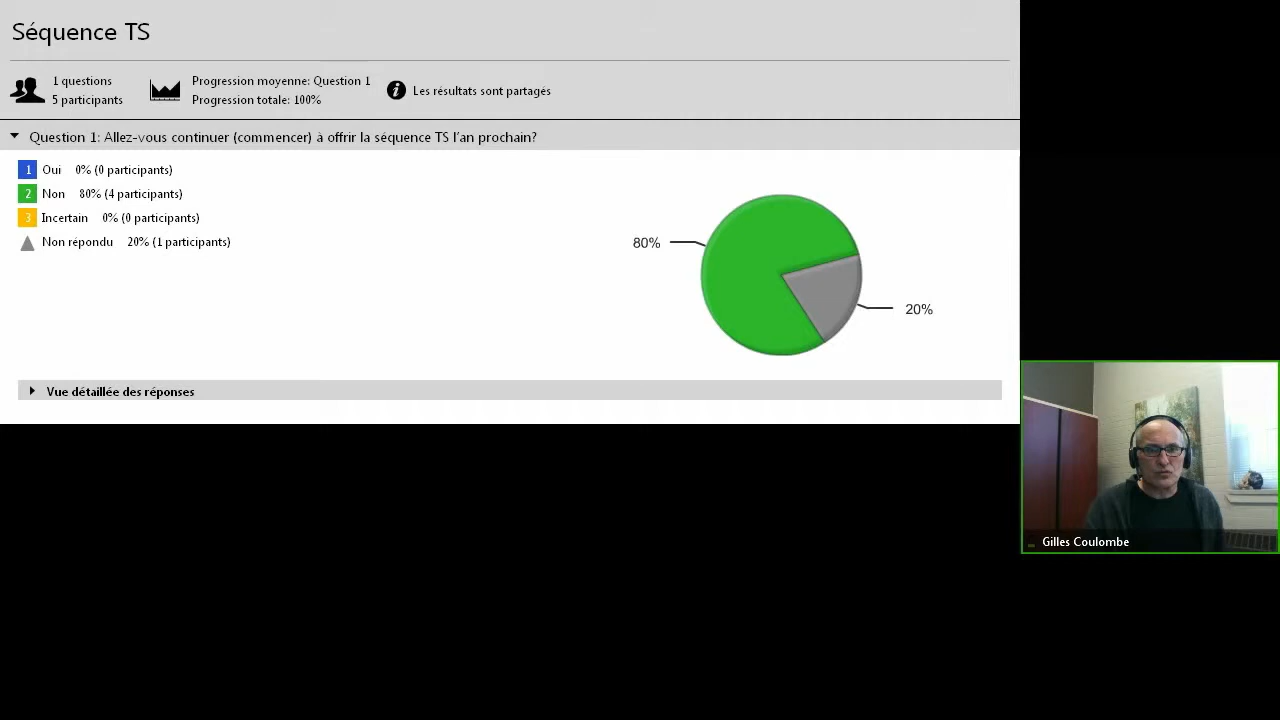 Séquence TS
1 questions
5 participants
Progression moyenne: Question 1
Progression totale: 100%
Les résultats sont partagés
Question 1: Allez-vous continuer (commencer) à offrir la séquence TS l'an prochain?
1 Oui 0% (0 participants)
2 Non 80% (4 participants)
3 Incertain 0% (0 participants)
Non répondu 20% (1 participants)
80%
20%
Vue détaillée des réponses
Gilles Coulombe